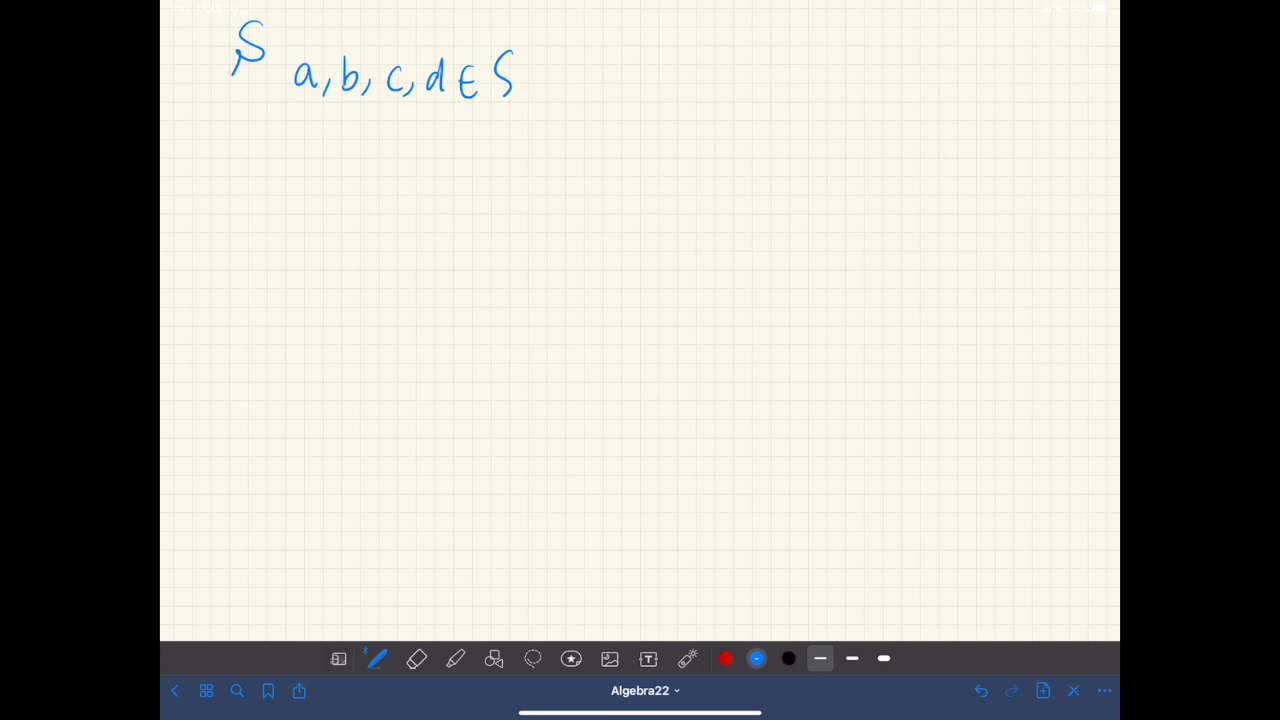 S
a, b, c, d ∈ S
Algebra22